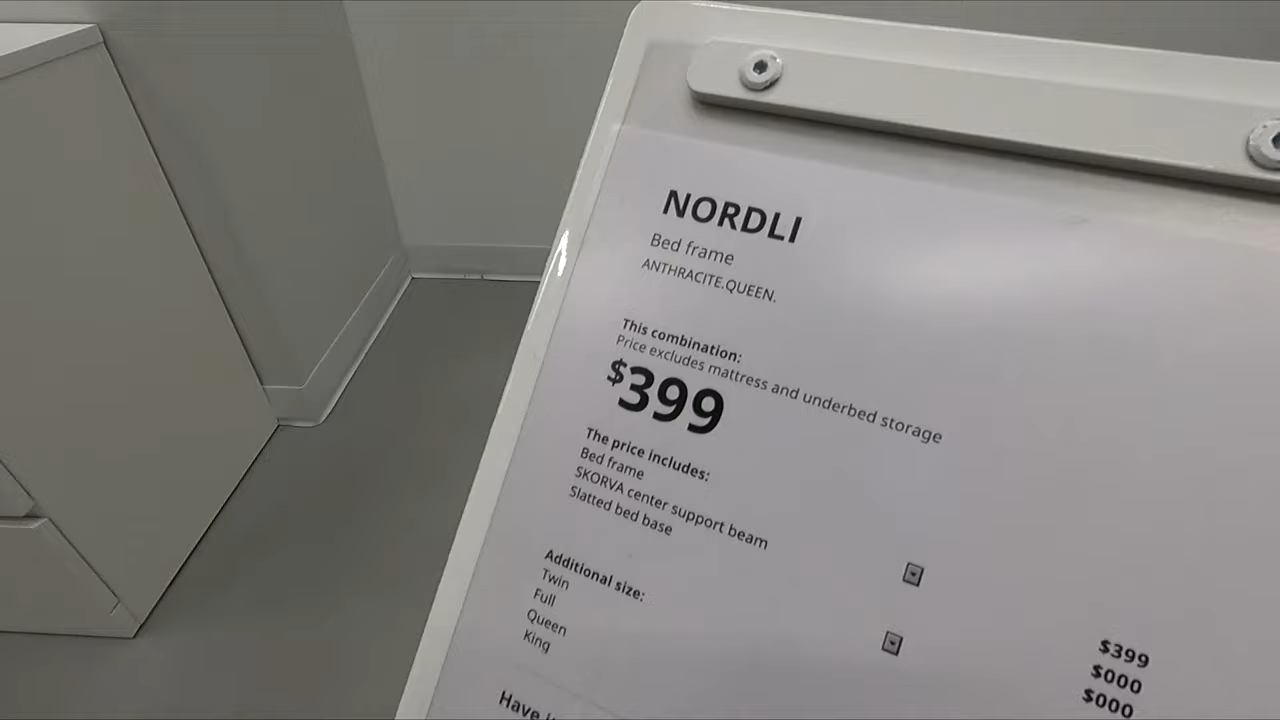 NORDLI
Bed frame
ANTHRACITE.QUEEN.
This combination:
Price excludes mattress and underbed storage
$399
The price includes:
Bed frame
SKORVA center support beam
Slatted bed base
Additional size:
Twin
Full
Queen
King
$399
$000
$000
Have